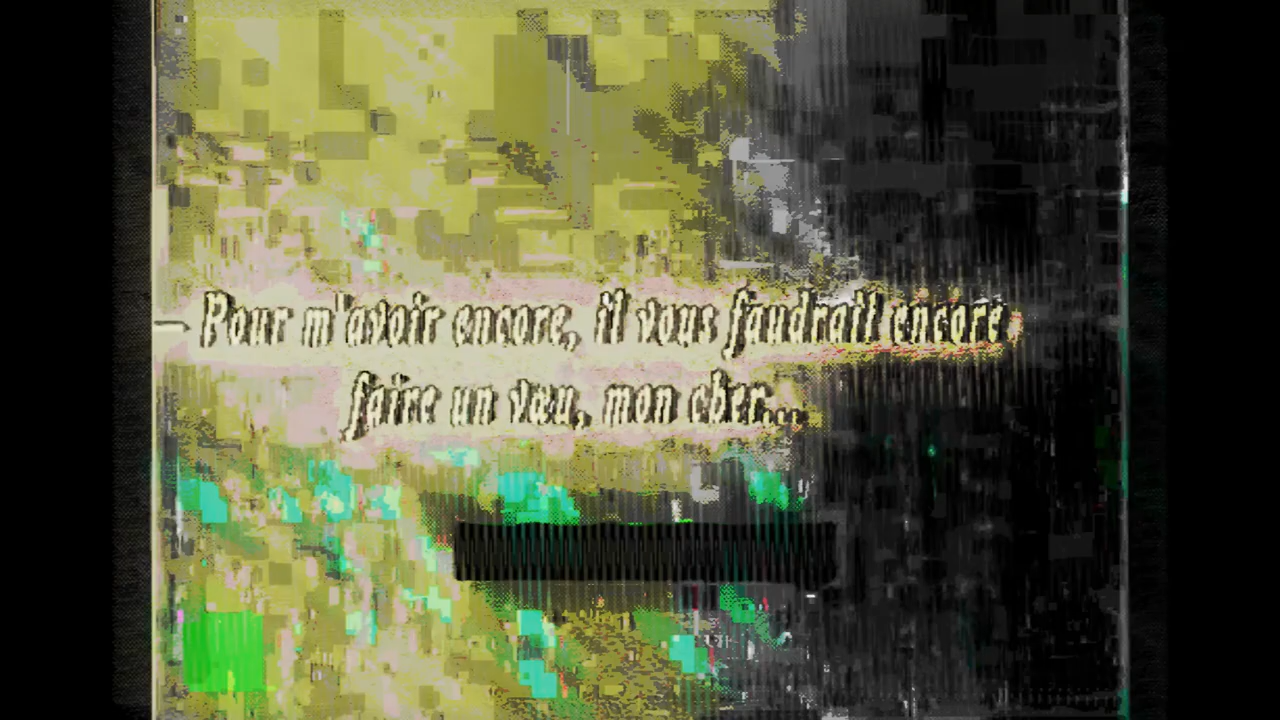 Pour m'avoir encore, il vous faudrait encore
faire un vœu, mon cher...